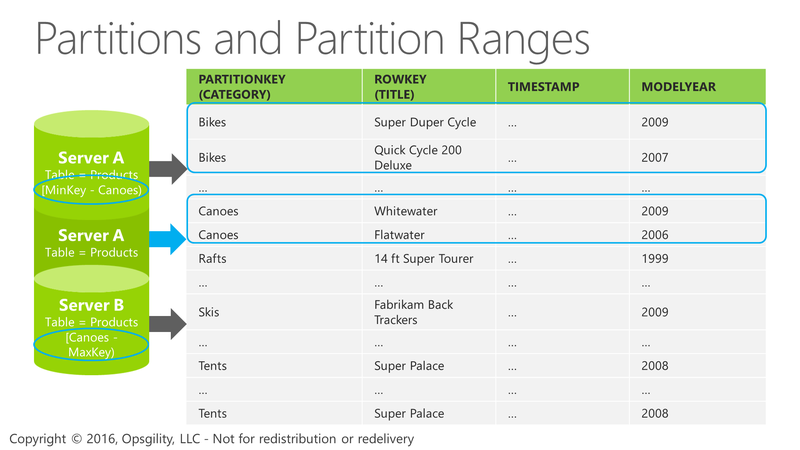 Partitions and Partition Ranges
PARTITIONKEY
(CATEGORY)
ROWKEY
(TITLE)
TIMESTAMP
MODELYEAR
Bikes
Super Duper Cycle
...
2009
Bikes
Quick Cycle 200
Deluxe
...
2007
...
...
...
...
Canoes
Whitewater
...
2009
Canoes
Flatwater
...
2006
Rafts
14 ft Super Tourer
...
1999
...
...
...
...
Skis
Fabrikam Back
Trackers
...
2009
...
...
...
...
Tents
Super Palace
...
2008
...
...
...
...
Tents
Super Palace
...
2008
Server A
Table = Products
[MinKey - Canoes)
Server A
Table = Products
Server B
Table = Products
[Canoes -
MaxKey)
Copyright © 2016, Opsgility, LLC - Not for redistribution or redelivery